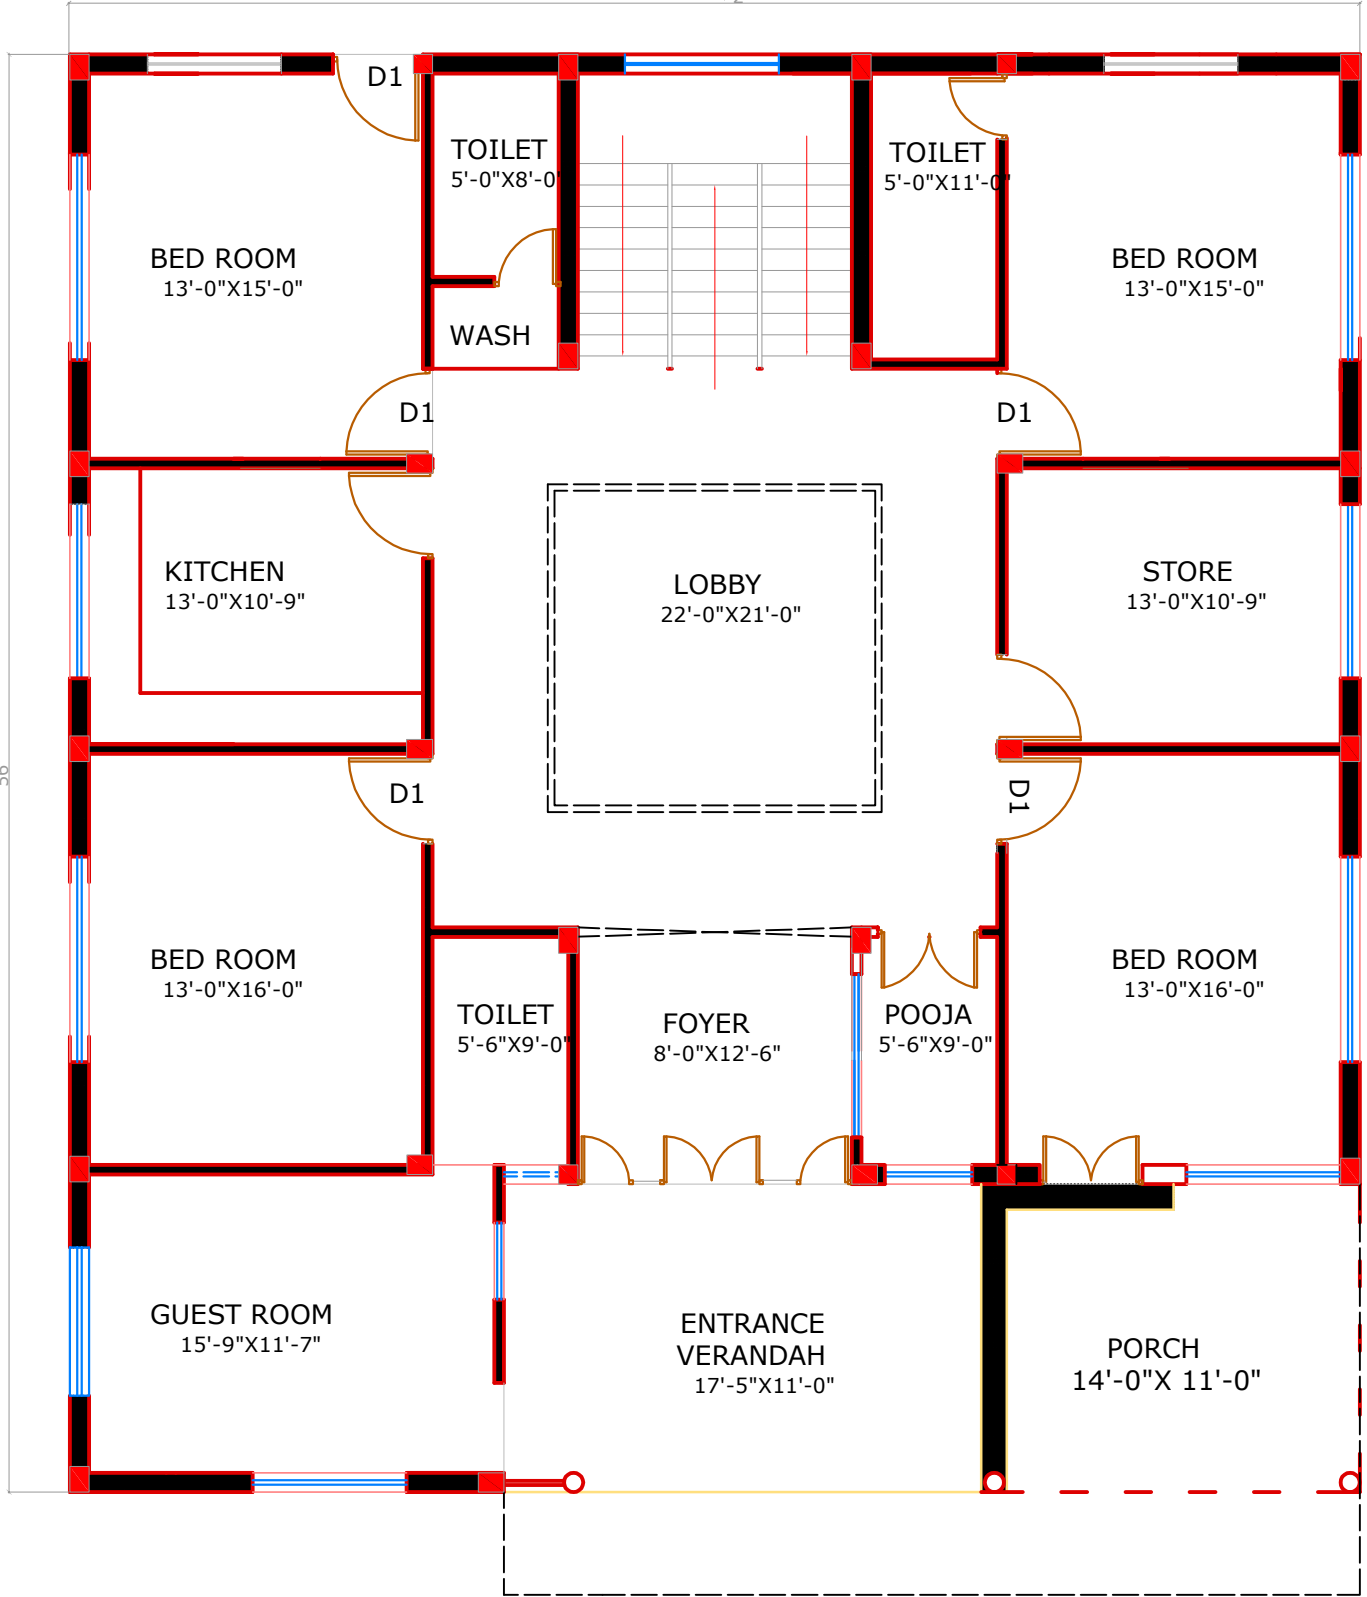 D1
TOILET
5'-0"X8'-0"
TOILET
5'-0"X11'-0"
BED ROOM
13'-0"X15'-0"
BED ROOM
13'-0"X15'-0"
WASH
D1
D1
KITCHEN
13'-0"X10'-9"
LOBBY
22'-0"X21'-0"
STORE
13'-0"X10'-9"
56
D1
D1
BED ROOM
13'-0"X16'-0"
TOILET
5'-6"X9'-0"
FOYER
8'-0"X12'-6"
POOJA
5'-6"X9'-0"
BED ROOM
13'-0"X16'-0"
GUEST ROOM
15'-9"X11'-7"
ENTRANCE
VERANDAH
17'-5"X11'-0"
PORCH
14'-0"X 11'-0"